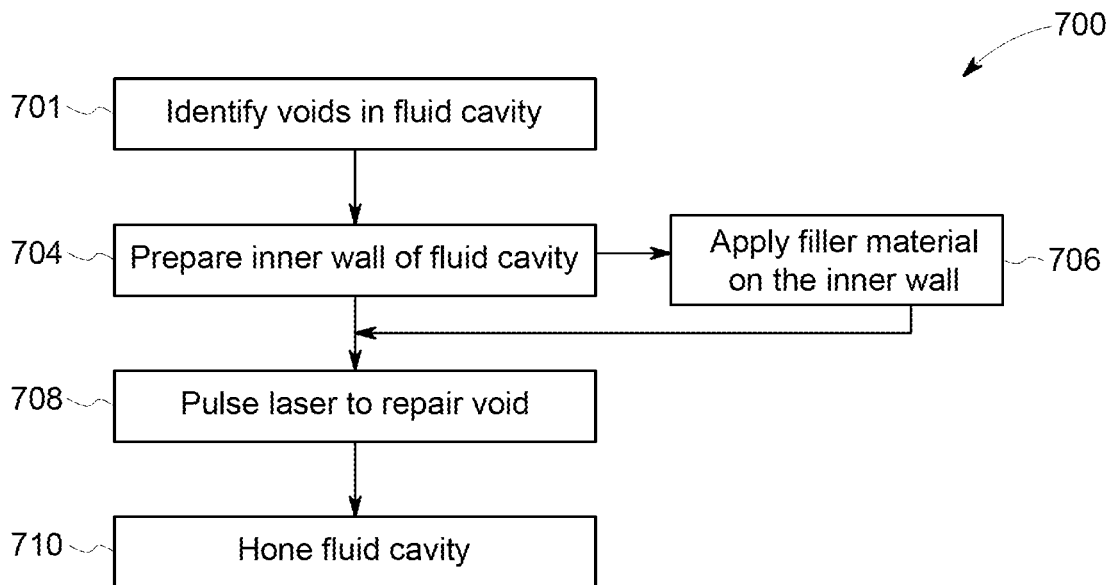 700
701
Identify voids in fluid cavity
704
Prepare inner wall of fluid cavity
Apply filler material
on the inner wall
706
708
Pulse laser to repair void
710
Hone fluid cavity